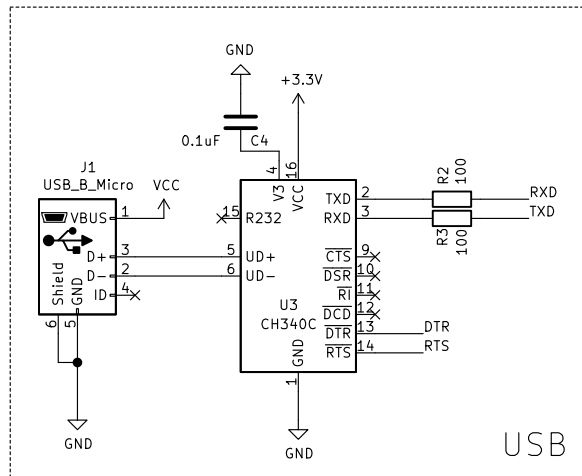 GND
+3.3V
0.1uF C4
J1
USB_B_Micro
VCC
4
16
V3
VCC
R2
100
VBUS 1
15 R232
TXD 2
RXD
RXD 3
TXD
R3
100
D+ 3
5 UD+
D- 2
6 UD-
ID 4
CTS 9
DSR 10
RI 11
DCD 12
DTR 13 DTR
RTS 14 RTS
U3
CH340C
Shield
GND
6
5
GND
1
GND
GND
USB